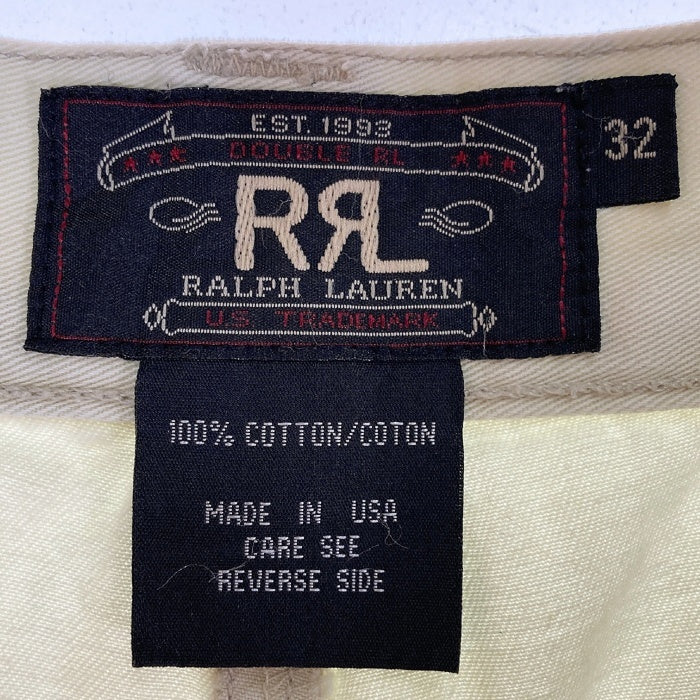 EST. 1993
DOUBLE RL
RRL
RALPH LAUREN
U.S. TRADEMARK
32
100% COTTON/COTON
MADE IN USA
CARE SEE
REVERSE SIDE